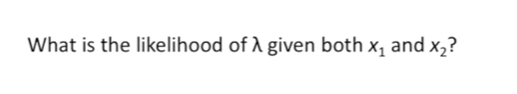 What is the likelihood of λ given both x₁ and x₂?